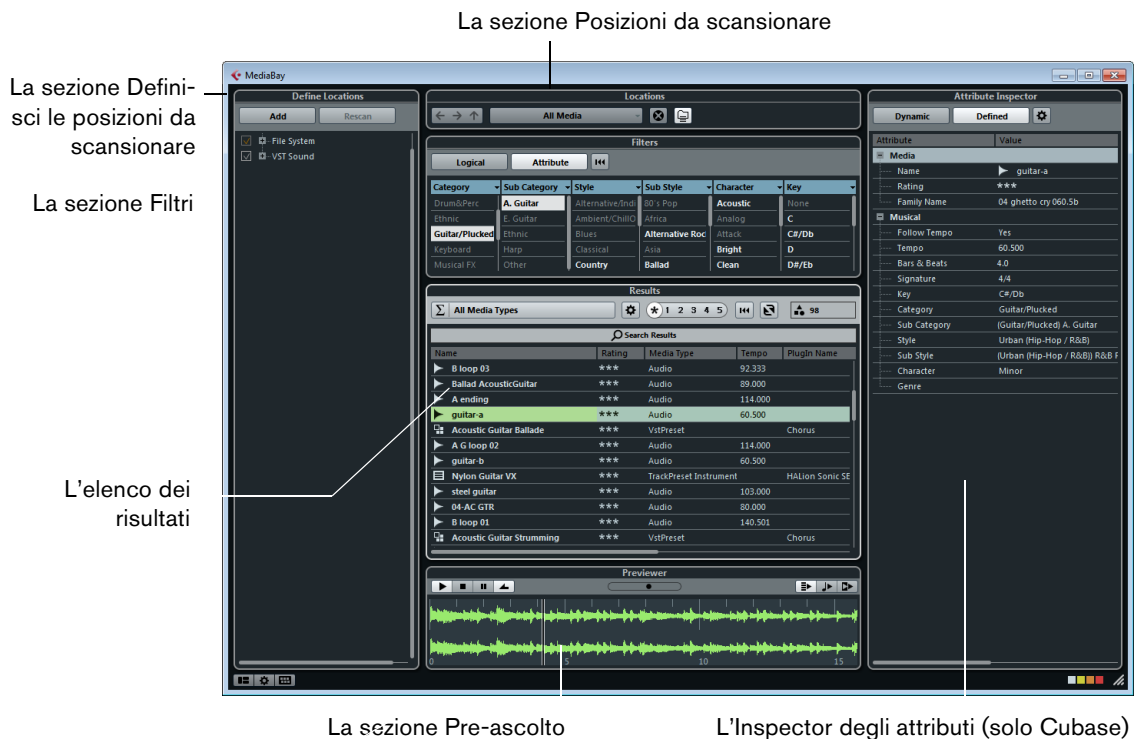 La sezione Posizioni da scansionare
La sezione Defini-
sci le posizioni da
scansionare
La sezione Filtri
L'elenco dei
risultati
MediaBay
Define Locations
Add Rescan
File System
VST Sound
Locations
All Media
Filters
Logical Attribute
Category Sub Category Style Sub Style Character Key
Drum&Perc A. Guitar Alternative/Indi 80's Pop Acoustic None
Ethnic E. Guitar Ambient/ChillO Africa Analog C
Guitar/Plucked Ethnic Blues Alternative Roc Attack C#/Db
Keyboard Harp Classical Asia Bright D
Musical FX Other Country Ballad Clean D#/Eb
Results
Σ All Media Types * 1 2 3 4 5 98
Search Results
Name Rating Media Type Tempo PlugIn Name
B loop 03 *** Audio 92.333
Ballad AcousticGuitar *** Audio 89.000
A ending *** Audio 114.000
guitar-a *** Audio 60.500
Acoustic Guitar Ballade *** VstPreset Chorus
A G loop 02 *** Audio 114.000
guitar-b *** Audio 60.500
Nylon Guitar VX *** TrackPreset Instrument HALion Sonic SE
steel guitar *** Audio 103.000
04-AC GTR *** Audio 80.000
B loop 01 *** Audio 140.501
Acoustic Guitar Strumming *** VstPreset Chorus
Previewer
0 5 10 15
Attribute Inspector
Dynamic Defined
Attribute Value
Media
Name guitar-a
Rating ***
Family Name 04 ghetto cry 060.5b
Musical
Follow Tempo Yes
Tempo 60.500
Bars & Beats 4.0
Signature 4/4
Key C#/Db
Category Guitar/Plucked
Sub Category (Guitar/Plucked) A. Guitar
Style Urban (Hip-Hop / R&B)
Sub Style (Urban (Hip-Hop / R&B)) R&B F
Character Minor
Genre
La sezione Pre-ascolto
L'Inspector degli attributi (solo Cubase)